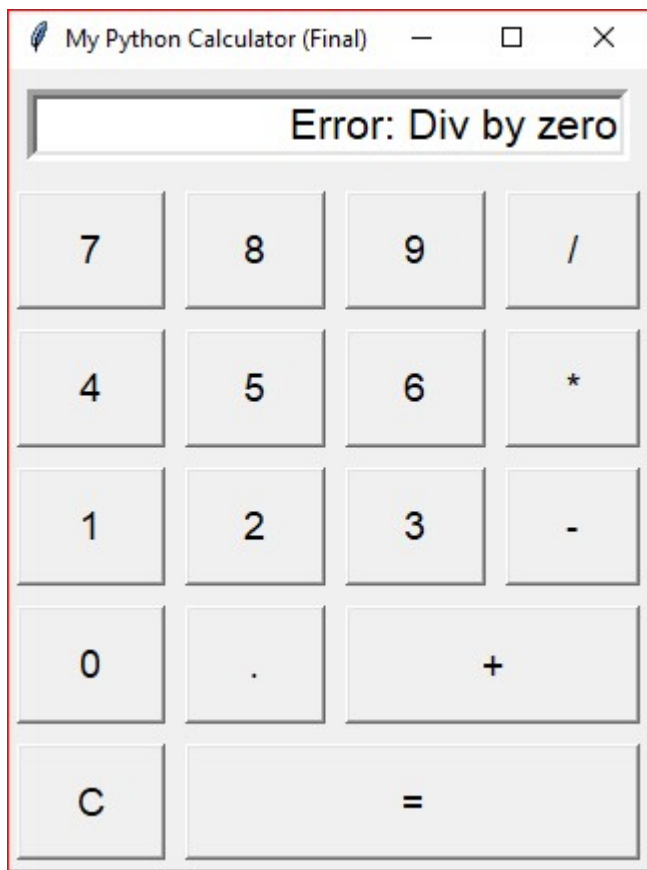 My Python Calculator (Final)
Error: Div by zero
7 8 9 /
4 5 6 *
1 2 3 -
0 . +
C =